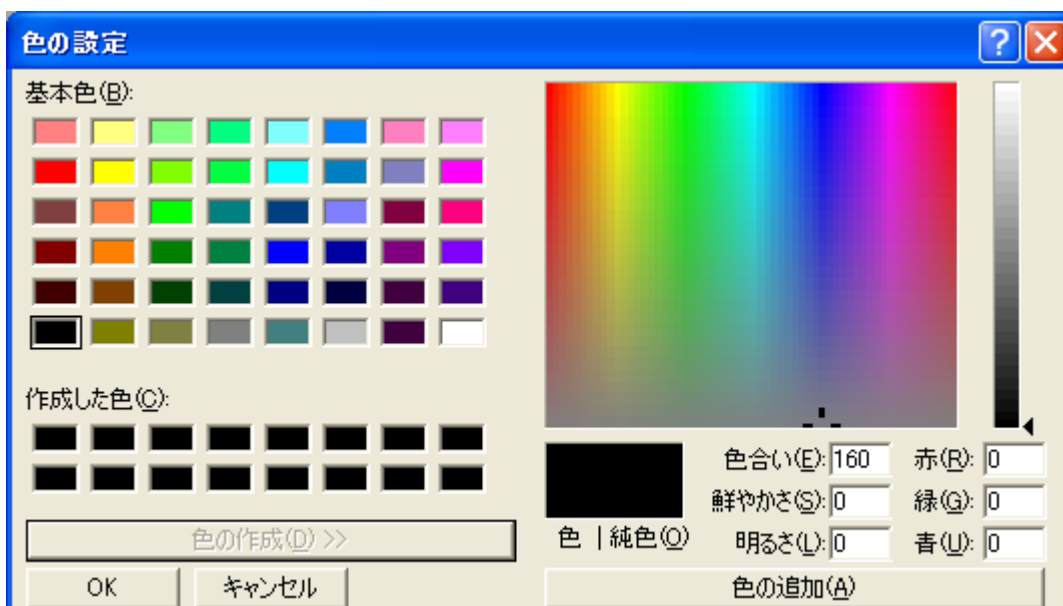 色の設定
基本色(B):
作成した色(C):
色の作成(D) >>
OK キャンセル
色 | 純色(O)
色合い(E): 160 赤(R): 0
鮮やかさ(S): 0 緑(G): 0
明るさ(L): 0 青(U): 0
色の追加(A)